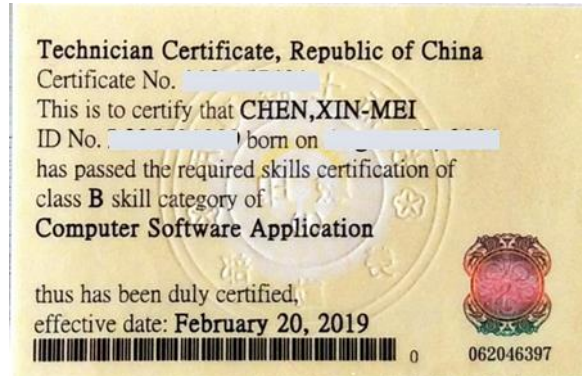 Technician Certificate, Republic of China
Certificate No.
This is to certify that CHEN,XIN-MEI
ID No. born on
has passed the required skills certification of
class B skill category of
Computer Software Application
thus has been duly certified,
effective date: February 20, 2019
0
062046397